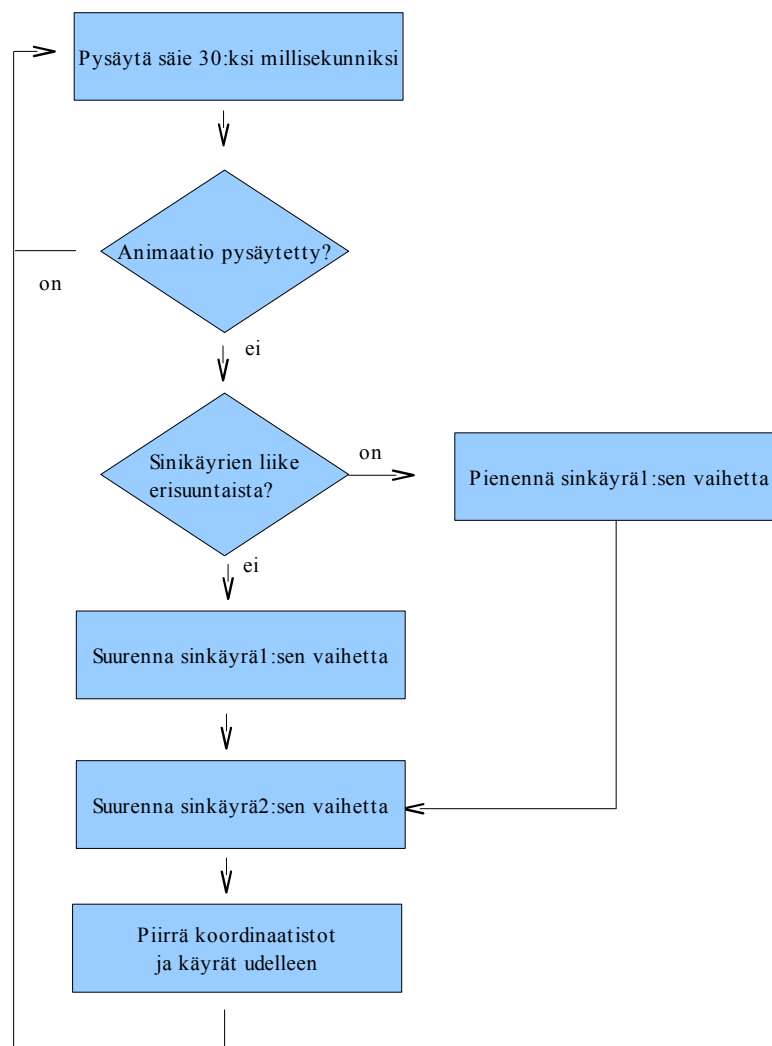 Pysäytä säie 30:ksi millisekunniksi
Animaatio pysäytetty?
on
ei
Sinikäyrien liike
erisuuntaista?
on
Pienennä sinkäyrä1:sen vaihetta
ei
Suurenna sinkäyrä1:sen vaihetta
Suurenna sinkäyrä2:sen vaihetta
Piirrä koordinaatistot
ja käyrät udelleen